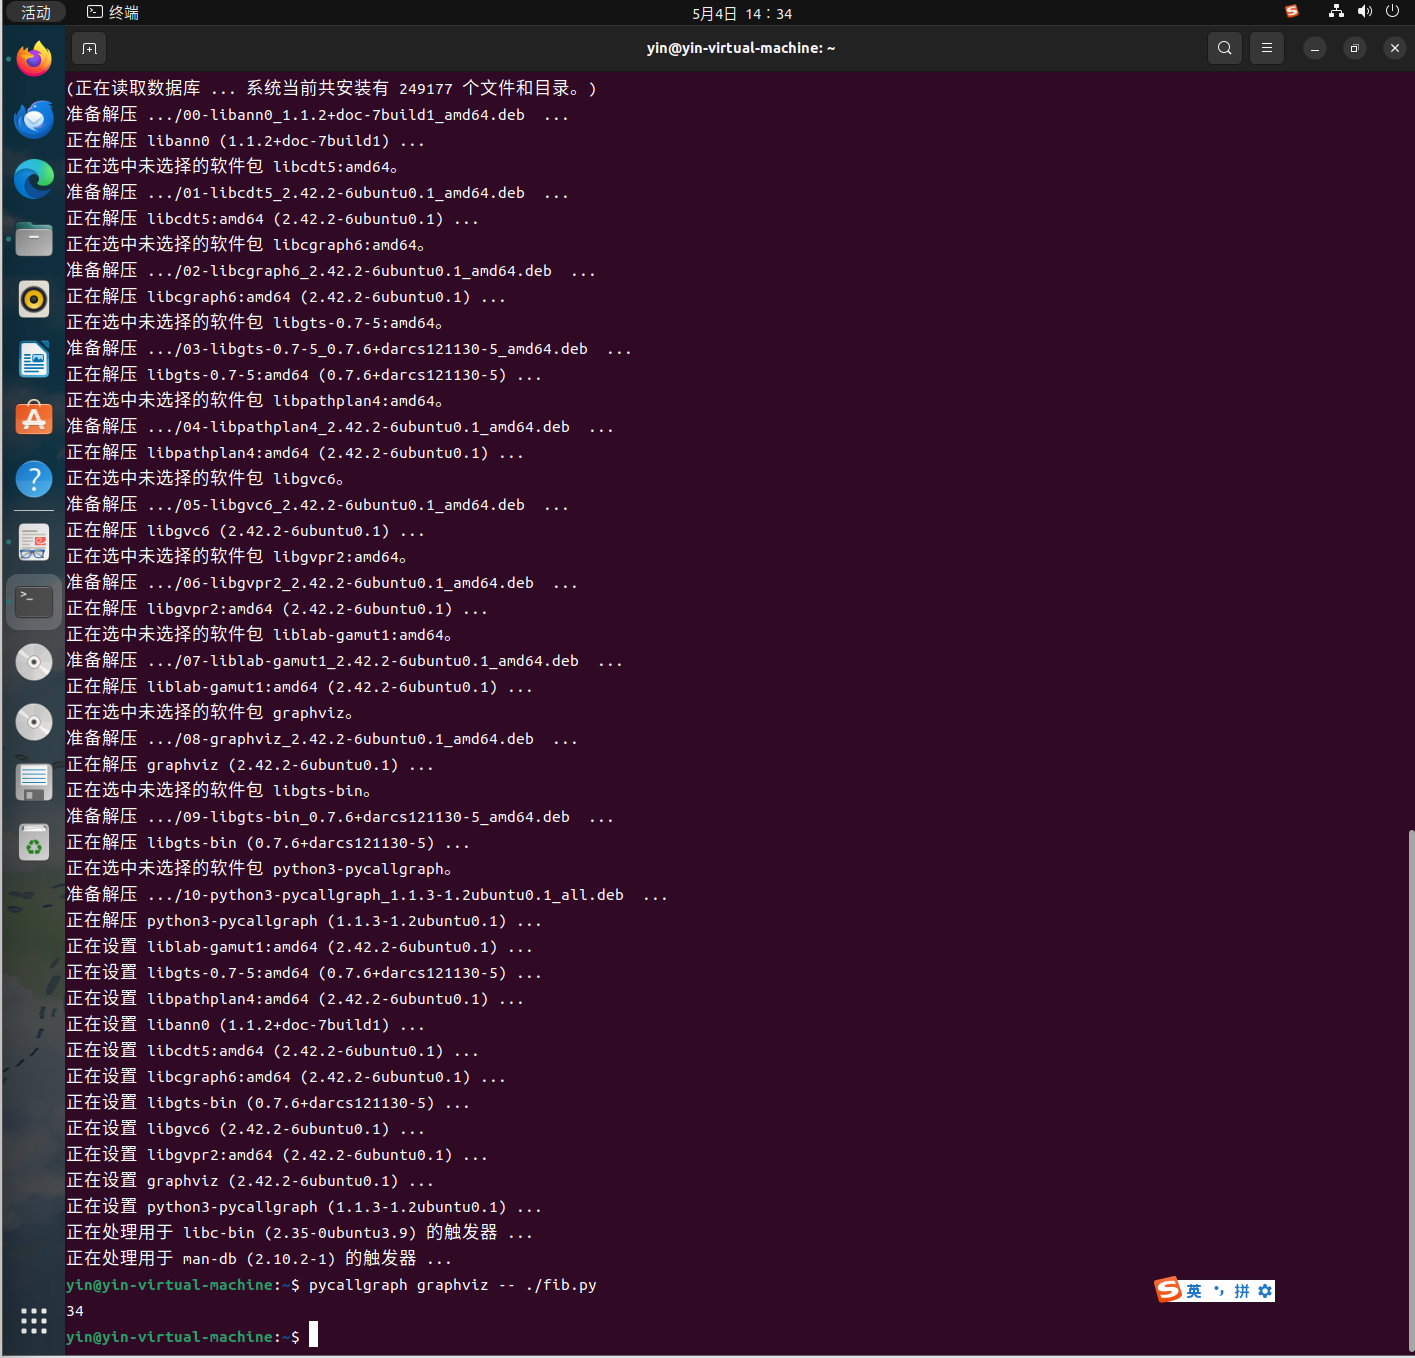 活动 终端 5月4日 14：34
yin@yin-virtual-machine: ~
(正在读取数据库 ... 系统当前共安装有 249177 个文件和目录。)
准备解压 .../00-libann0_1.1.2+doc-7build1_amd64.deb  ...
正在解压 libann0 (1.1.2+doc-7build1) ...
正在选中未选择的软件包 libcdt5:amd64。
准备解压 .../01-libcdt5_2.42.2-6ubuntu0.1_amd64.deb  ...
正在解压 libcdt5:amd64 (2.42.2-6ubuntu0.1) ...
正在选中未选择的软件包 libcgraph6:amd64。
准备解压 .../02-libcgraph6_2.42.2-6ubuntu0.1_amd64.deb  ...
正在解压 libcgraph6:amd64 (2.42.2-6ubuntu0.1) ...
正在选中未选择的软件包 libgts-0.7-5:amd64。
准备解压 .../03-libgts-0.7-5_0.7.6+darcs121130-5_amd64.deb  ...
正在解压 libgts-0.7-5:amd64 (0.7.6+darcs121130-5) ...
正在选中未选择的软件包 libpathplan4:amd64。
准备解压 .../04-libpathplan4_2.42.2-6ubuntu0.1_amd64.deb  ...
正在解压 libpathplan4:amd64 (2.42.2-6ubuntu0.1) ...
正在选中未选择的软件包 libgvc6。
准备解压 .../05-libgvc6_2.42.2-6ubuntu0.1_amd64.deb  ...
正在解压 libgvc6 (2.42.2-6ubuntu0.1) ...
正在选中未选择的软件包 libgvpr2:amd64。
准备解压 .../06-libgvpr2_2.42.2-6ubuntu0.1_amd64.deb  ...
正在解压 libgvpr2:amd64 (2.42.2-6ubuntu0.1) ...
正在选中未选择的软件包 liblab-gamut1:amd64。
准备解压 .../07-liblab-gamut1_2.42.2-6ubuntu0.1_amd64.deb  ...
正在解压 liblab-gamut1:amd64 (2.42.2-6ubuntu0.1) ...
正在选中未选择的软件包 graphviz。
准备解压 .../08-graphviz_2.42.2-6ubuntu0.1_amd64.deb  ...
正在解压 graphviz (2.42.2-6ubuntu0.1) ...
正在选中未选择的软件包 libgts-bin。
准备解压 .../09-libgts-bin_0.7.6+darcs121130-5_amd64.deb  ...
正在解压 libgts-bin (0.7.6+darcs121130-5) ...
正在选中未选择的软件包 python3-pycallgraph。
准备解压 .../10-python3-pycallgraph_1.1.3-1.2ubuntu0.1_all.deb  ...
正在解压 python3-pycallgraph (1.1.3-1.2ubuntu0.1) ...
正在设置 liblab-gamut1:amd64 (2.42.2-6ubuntu0.1) ...
正在设置 libgts-0.7-5:amd64 (0.7.6+darcs121130-5) ...
正在设置 libpathplan4:amd64 (2.42.2-6ubuntu0.1) ...
正在设置 libann0 (1.1.2+doc-7build1) ...
正在设置 libcdt5:amd64 (2.42.2-6ubuntu0.1) ...
正在设置 libcgraph6:amd64 (2.42.2-6ubuntu0.1) ...
正在设置 libgts-bin (0.7.6+darcs121130-5) ...
正在设置 libgvc6 (2.42.2-6ubuntu0.1) ...
正在设置 libgvpr2:amd64 (2.42.2-6ubuntu0.1) ...
正在设置 graphviz (2.42.2-6ubuntu0.1) ...
正在设置 python3-pycallgraph (1.1.3-1.2ubuntu0.1) ...
正在处理用于 libc-bin (2.35-0ubuntu3.9) 的触发器 ...
正在处理用于 man-db (2.10.2-1) 的触发器 ...
yin@yin-virtual-machine:~$ pycallgraph graphviz -- ./fib.py
英 拼
34
yin@yin-virtual-machine:~$